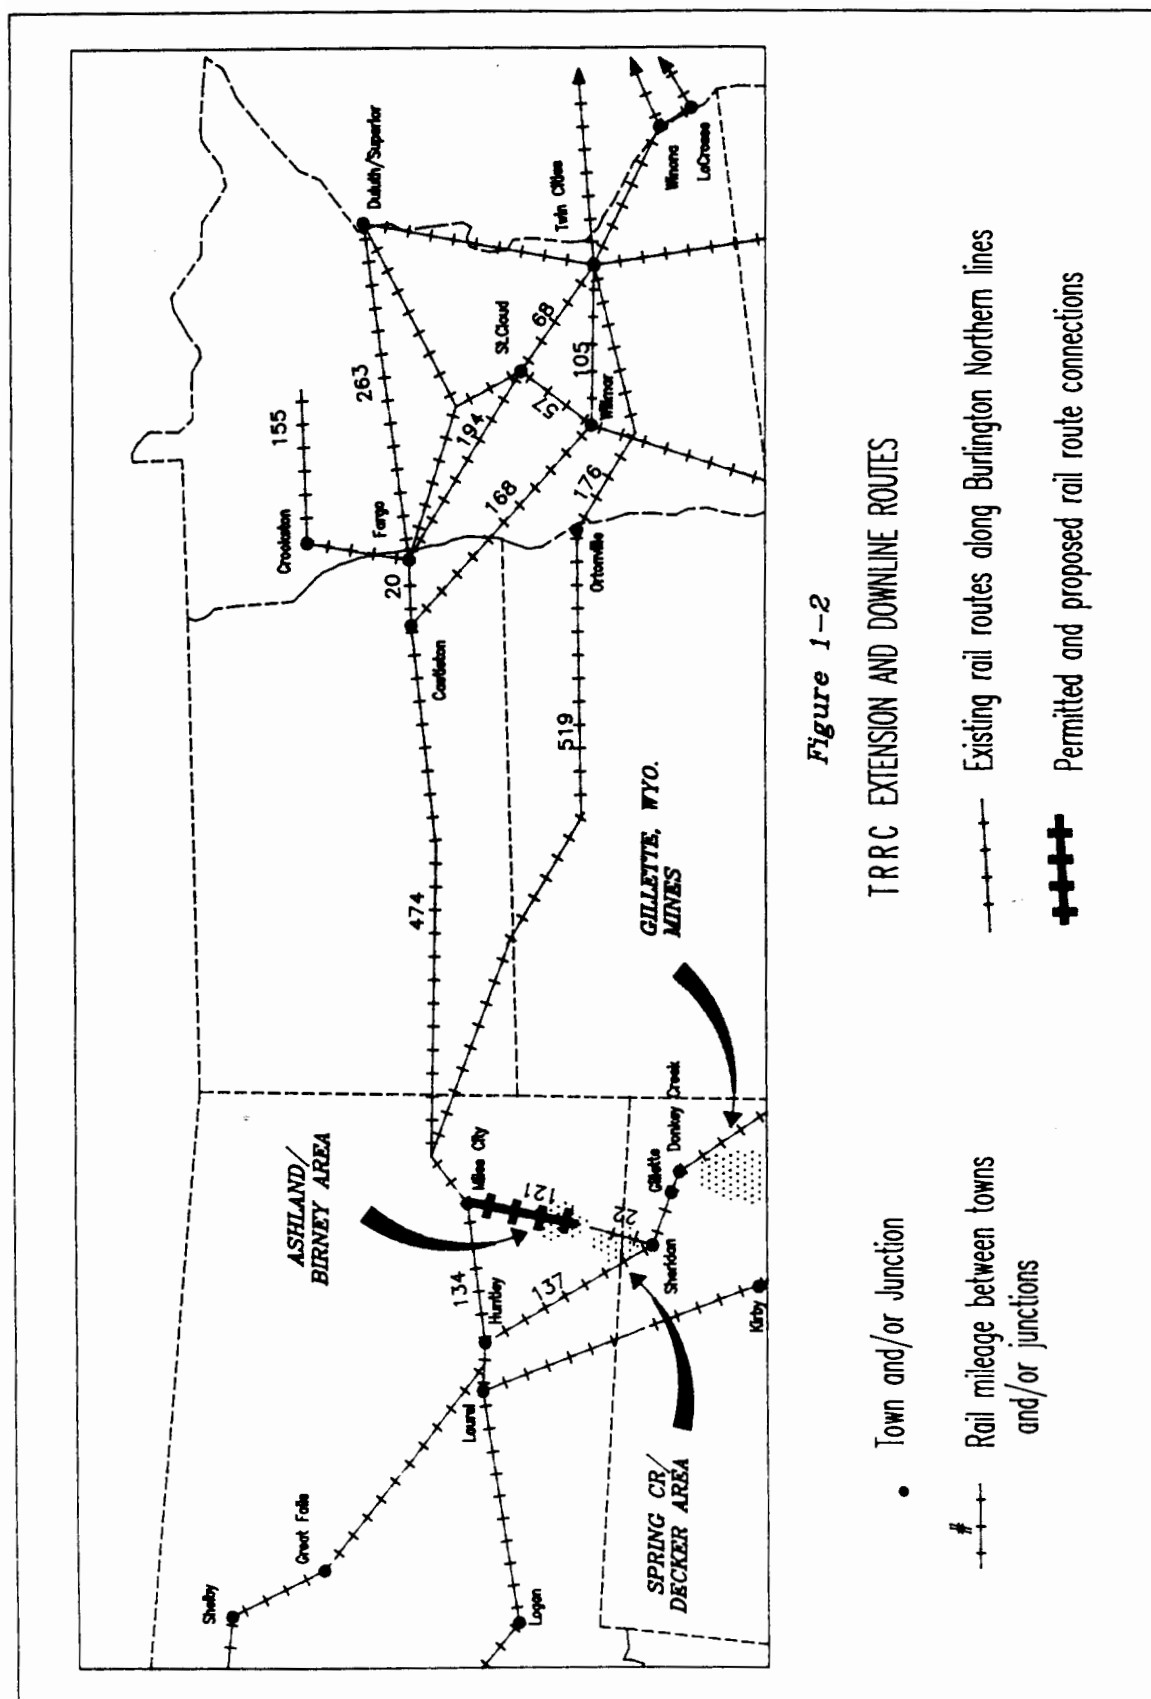 Shelby
Great Falls
Logan
Laurel
Huntley
134
137
Miles City
121
22
Sheridan
Gillette
Donkey Creek
Kirby
ASHLAND/
BIRNEY AREA
SPRING CR/
DECKER AREA
GILLETTE, WYO.
MINES
474
519
Casselton
20
Fargo
Crookston
155
263
194
168
176
Ortonville
57
Willmar
105
St.Cloud
68
Duluth/Superior
Twin Cities
Winona
LaCrosse
Figure 1-2
TRRC EXTENSION AND DOWNLINE ROUTES
Town and/or Junction
#
Rail mileage between towns
and/or junctions
Existing rail routes along Burlington Northern lines
Permitted and proposed rail route connections